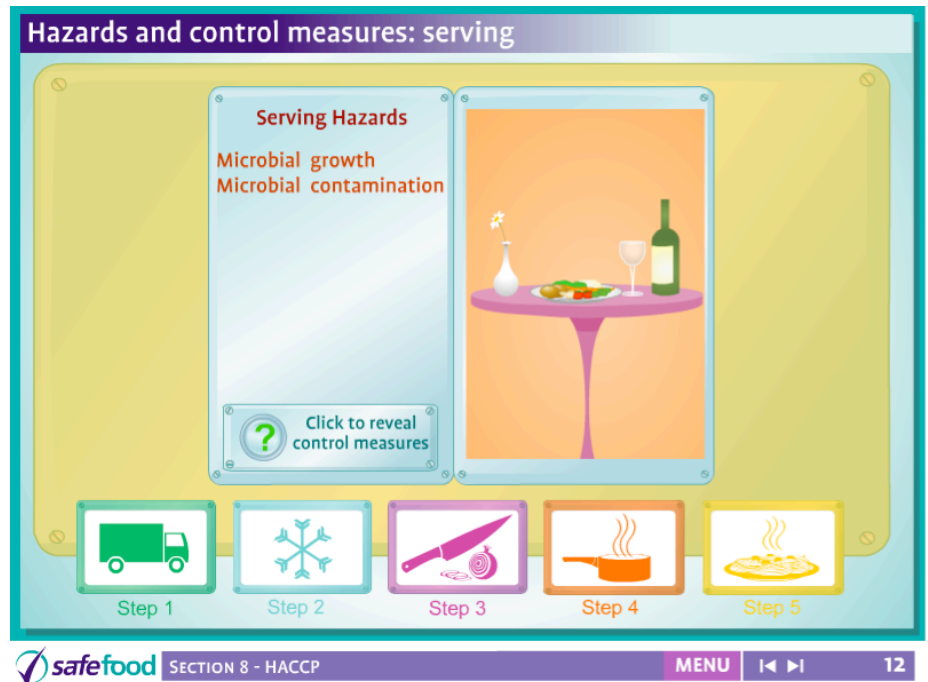 Hazards and control measures: serving
Serving Hazards
Microbial growth
Microbial contamination
?
Click to reveal
control measures
Step 1
Step 2
Step 3
Step 4
Step 5
safefood
SECTION 8 - HACCP
MENU
12